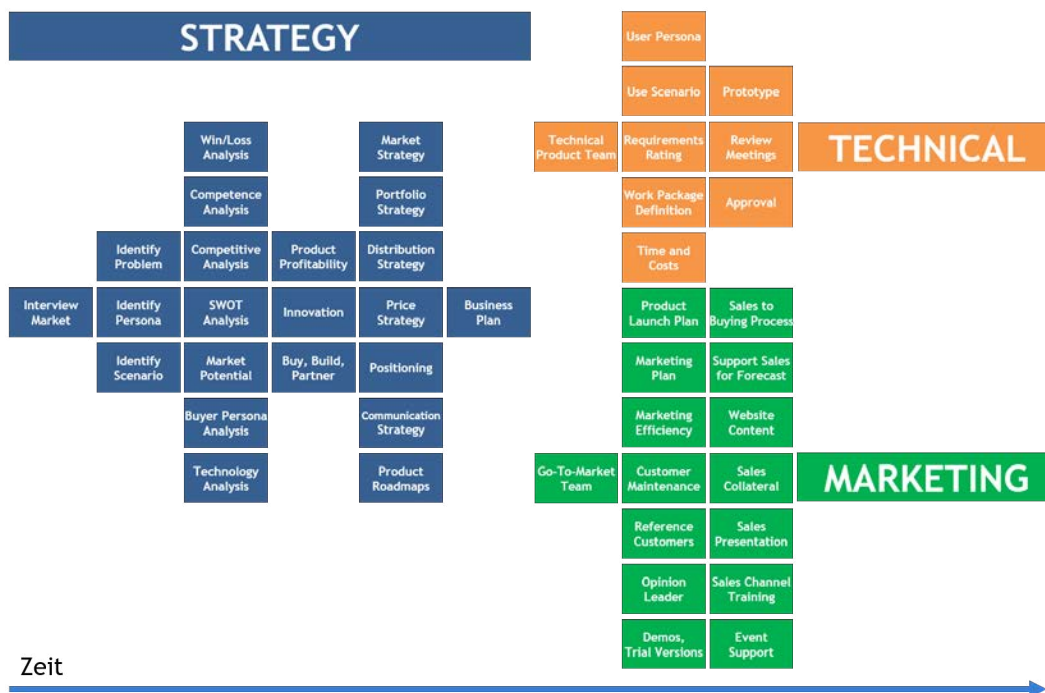 STRATEGY
Interview
Market
Identify
Problem
Identify
Persona
Identify
Scenario
Win/Loss
Analysis
Competence
Analysis
Competitive
Analysis
SWOT
Analysis
Market
Potential
Buyer Persona
Analysis
Technology
Analysis
Product
Profitability
Innovation
Buy, Build,
Partner
Market
Strategy
Portfolio
Strategy
Distribution
Strategy
Price
Strategy
Positioning
Communication
Strategy
Product
Roadmaps
Business
Plan
TECHNICAL
Technical
Product Team
User Persona
Use Scenario
Requirements
Rating
Work Package
Definition
Time and
Costs
Prototype
Review
Meetings
Approval
MARKETING
Go-To-Market
Team
Product
Launch Plan
Marketing
Plan
Marketing
Efficiency
Customer
Maintenance
Reference
Customers
Opinion
Leader
Demos,
Trial Versions
Sales to
Buying Process
Support Sales
for Forecast
Website
Content
Sales
Collateral
Sales
Presentation
Sales Channel
Training
Event
Support
Zeit